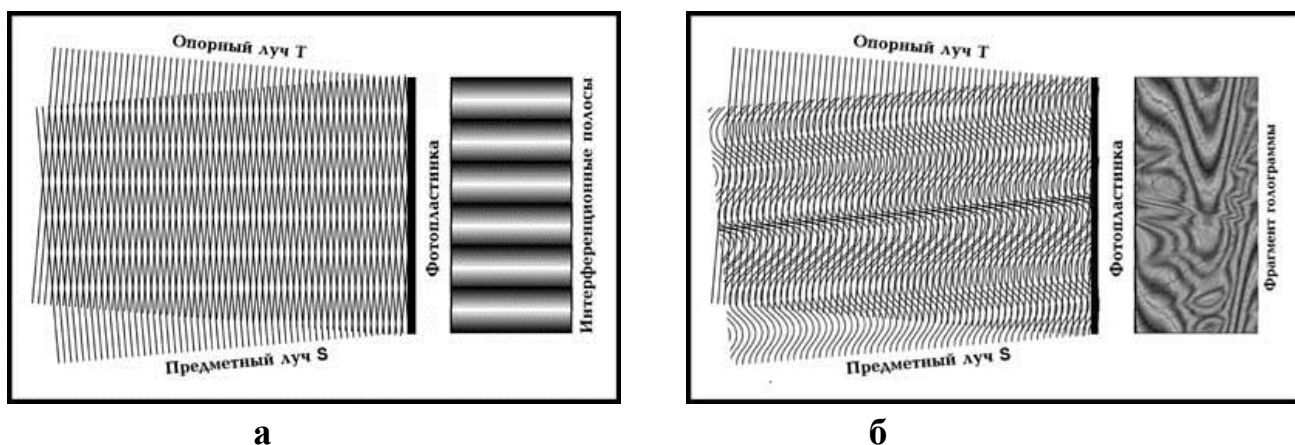 Опорный луч T
Фотопластинка
Интерференционные полосы
Предметный луч S
а
Опорный луч T
Фотопластинка
Фрагмент голограммы
Предметный луч S
б